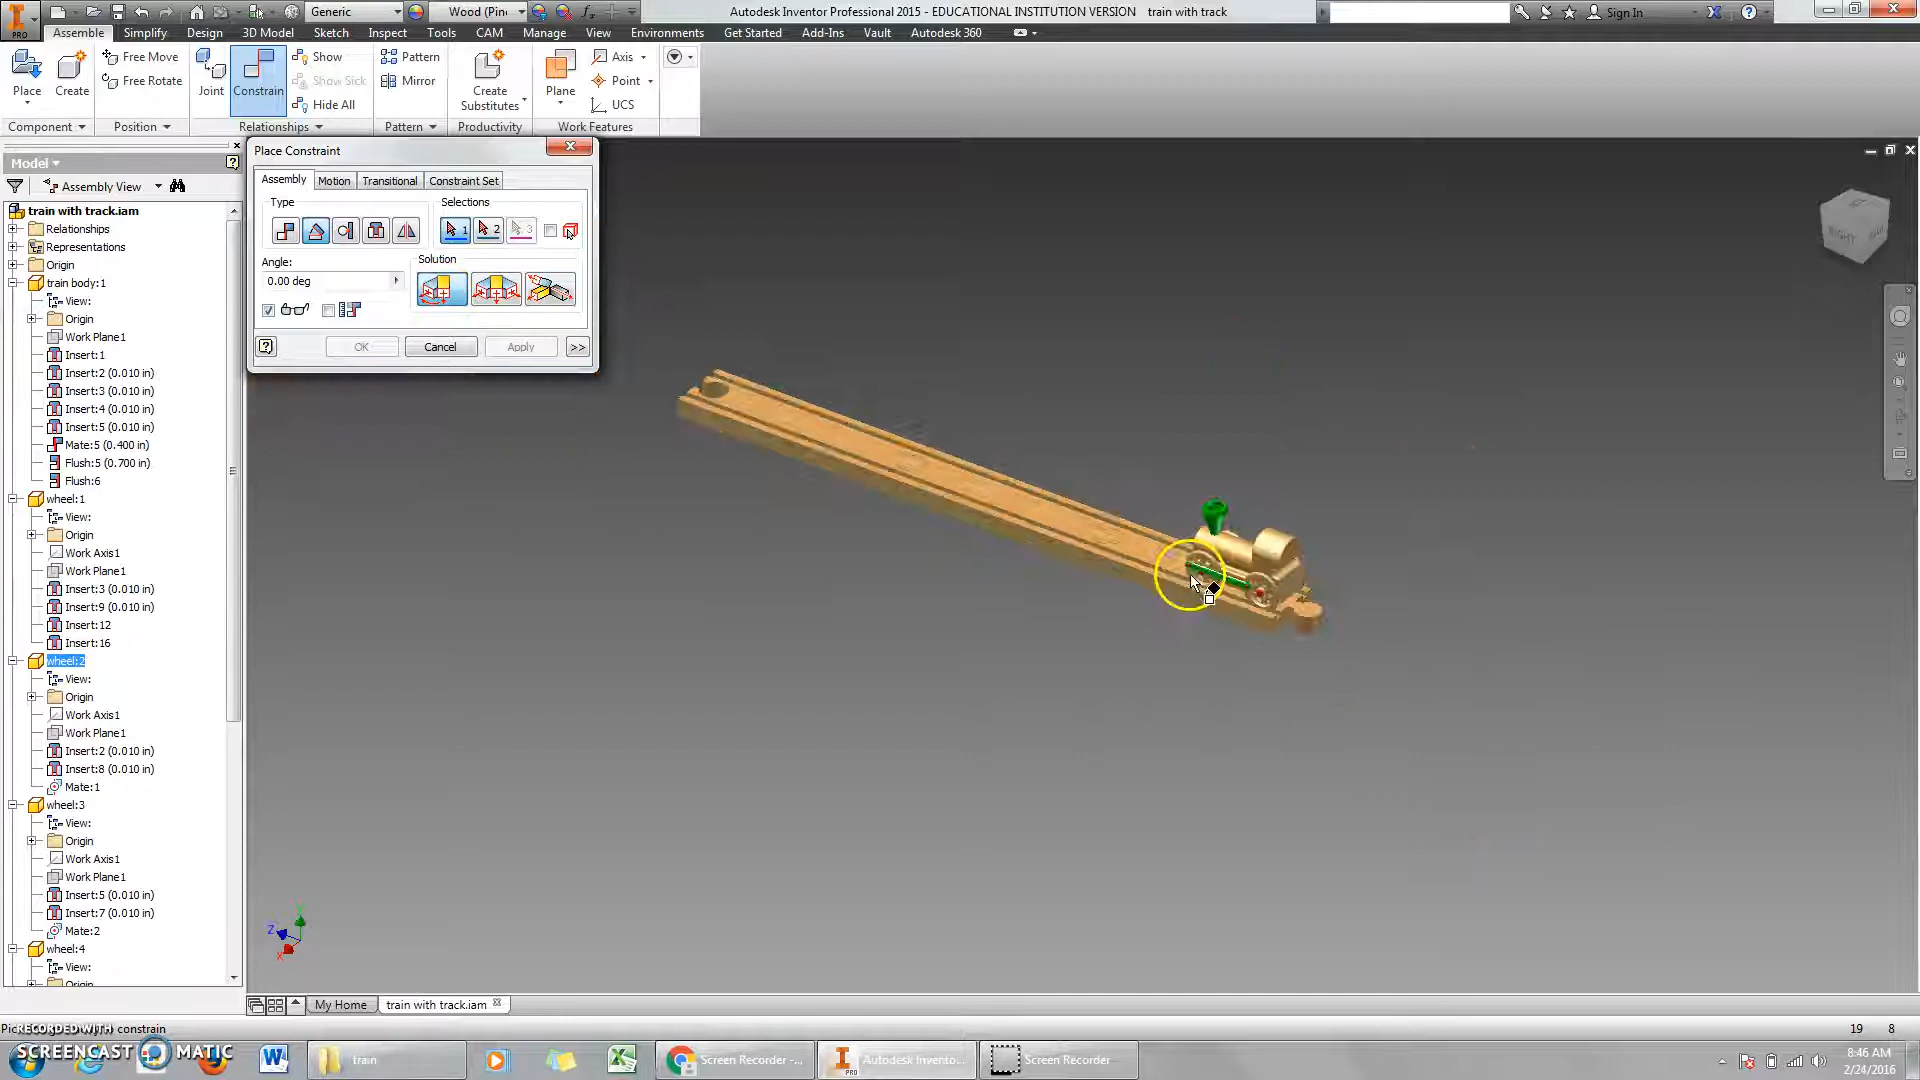 Generic
Wood (Pin
Autodesk Inventor Professional 2015 - EDUCATIONAL INSTITUTION VERSION train with track
Sign In
PRO
Assemble Simplify Design 3D Model Sketch Inspect Tools CAM Manage View Environments Get Started Add-Ins Vault Autodesk 360
Place
Create
Free Move
Free Rotate
Joint
Constrain
Show
Show Sick
Hide All
Pattern
Mirror
Create
Substitutes
Plane
Axis
Point
UCS
Component Position Relationships Pattern Productivity Work Features
Model
Assembly View
train with track.iam
Relationships
Representations
Origin
train body:1
View:
Origin
Work Plane1
Insert:1
Insert:2 (0.010 in)
Insert:3 (0.010 in)
Insert:4 (0.010 in)
Insert:5 (0.010 in)
Mate:5 (0.400 in)
Flush:5 (0.700 in)
Flush:6
wheel:1
View:
Origin
Work Axis1
Work Plane1
Insert:3 (0.010 in)
Insert:9 (0.010 in)
Insert:12
Insert:16
wheel:2
View:
Origin
Work Axis1
Work Plane1
Insert:2 (0.010 in)
Insert:8 (0.010 in)
Mate:1
wheel:3
View:
Origin
Work Axis1
Work Plane1
Insert:5 (0.010 in)
Insert:7 (0.010 in)
Mate:2
wheel:4
View:
Origin
Place Constraint
Assembly Motion Transitional Constraint Set
Type
Selections
1 2 3
Angle:
0.00 deg
Solution
OK Cancel Apply >>
RIGHT
Z Y X
My Home train with track.iam
RECORDED WITH
constrain
19 8
SCREENCAST MATIC
train
Screen Recorder -...
PRO
Autodesk Invento...
Screen Recorder
8:46 AM
2/24/2016